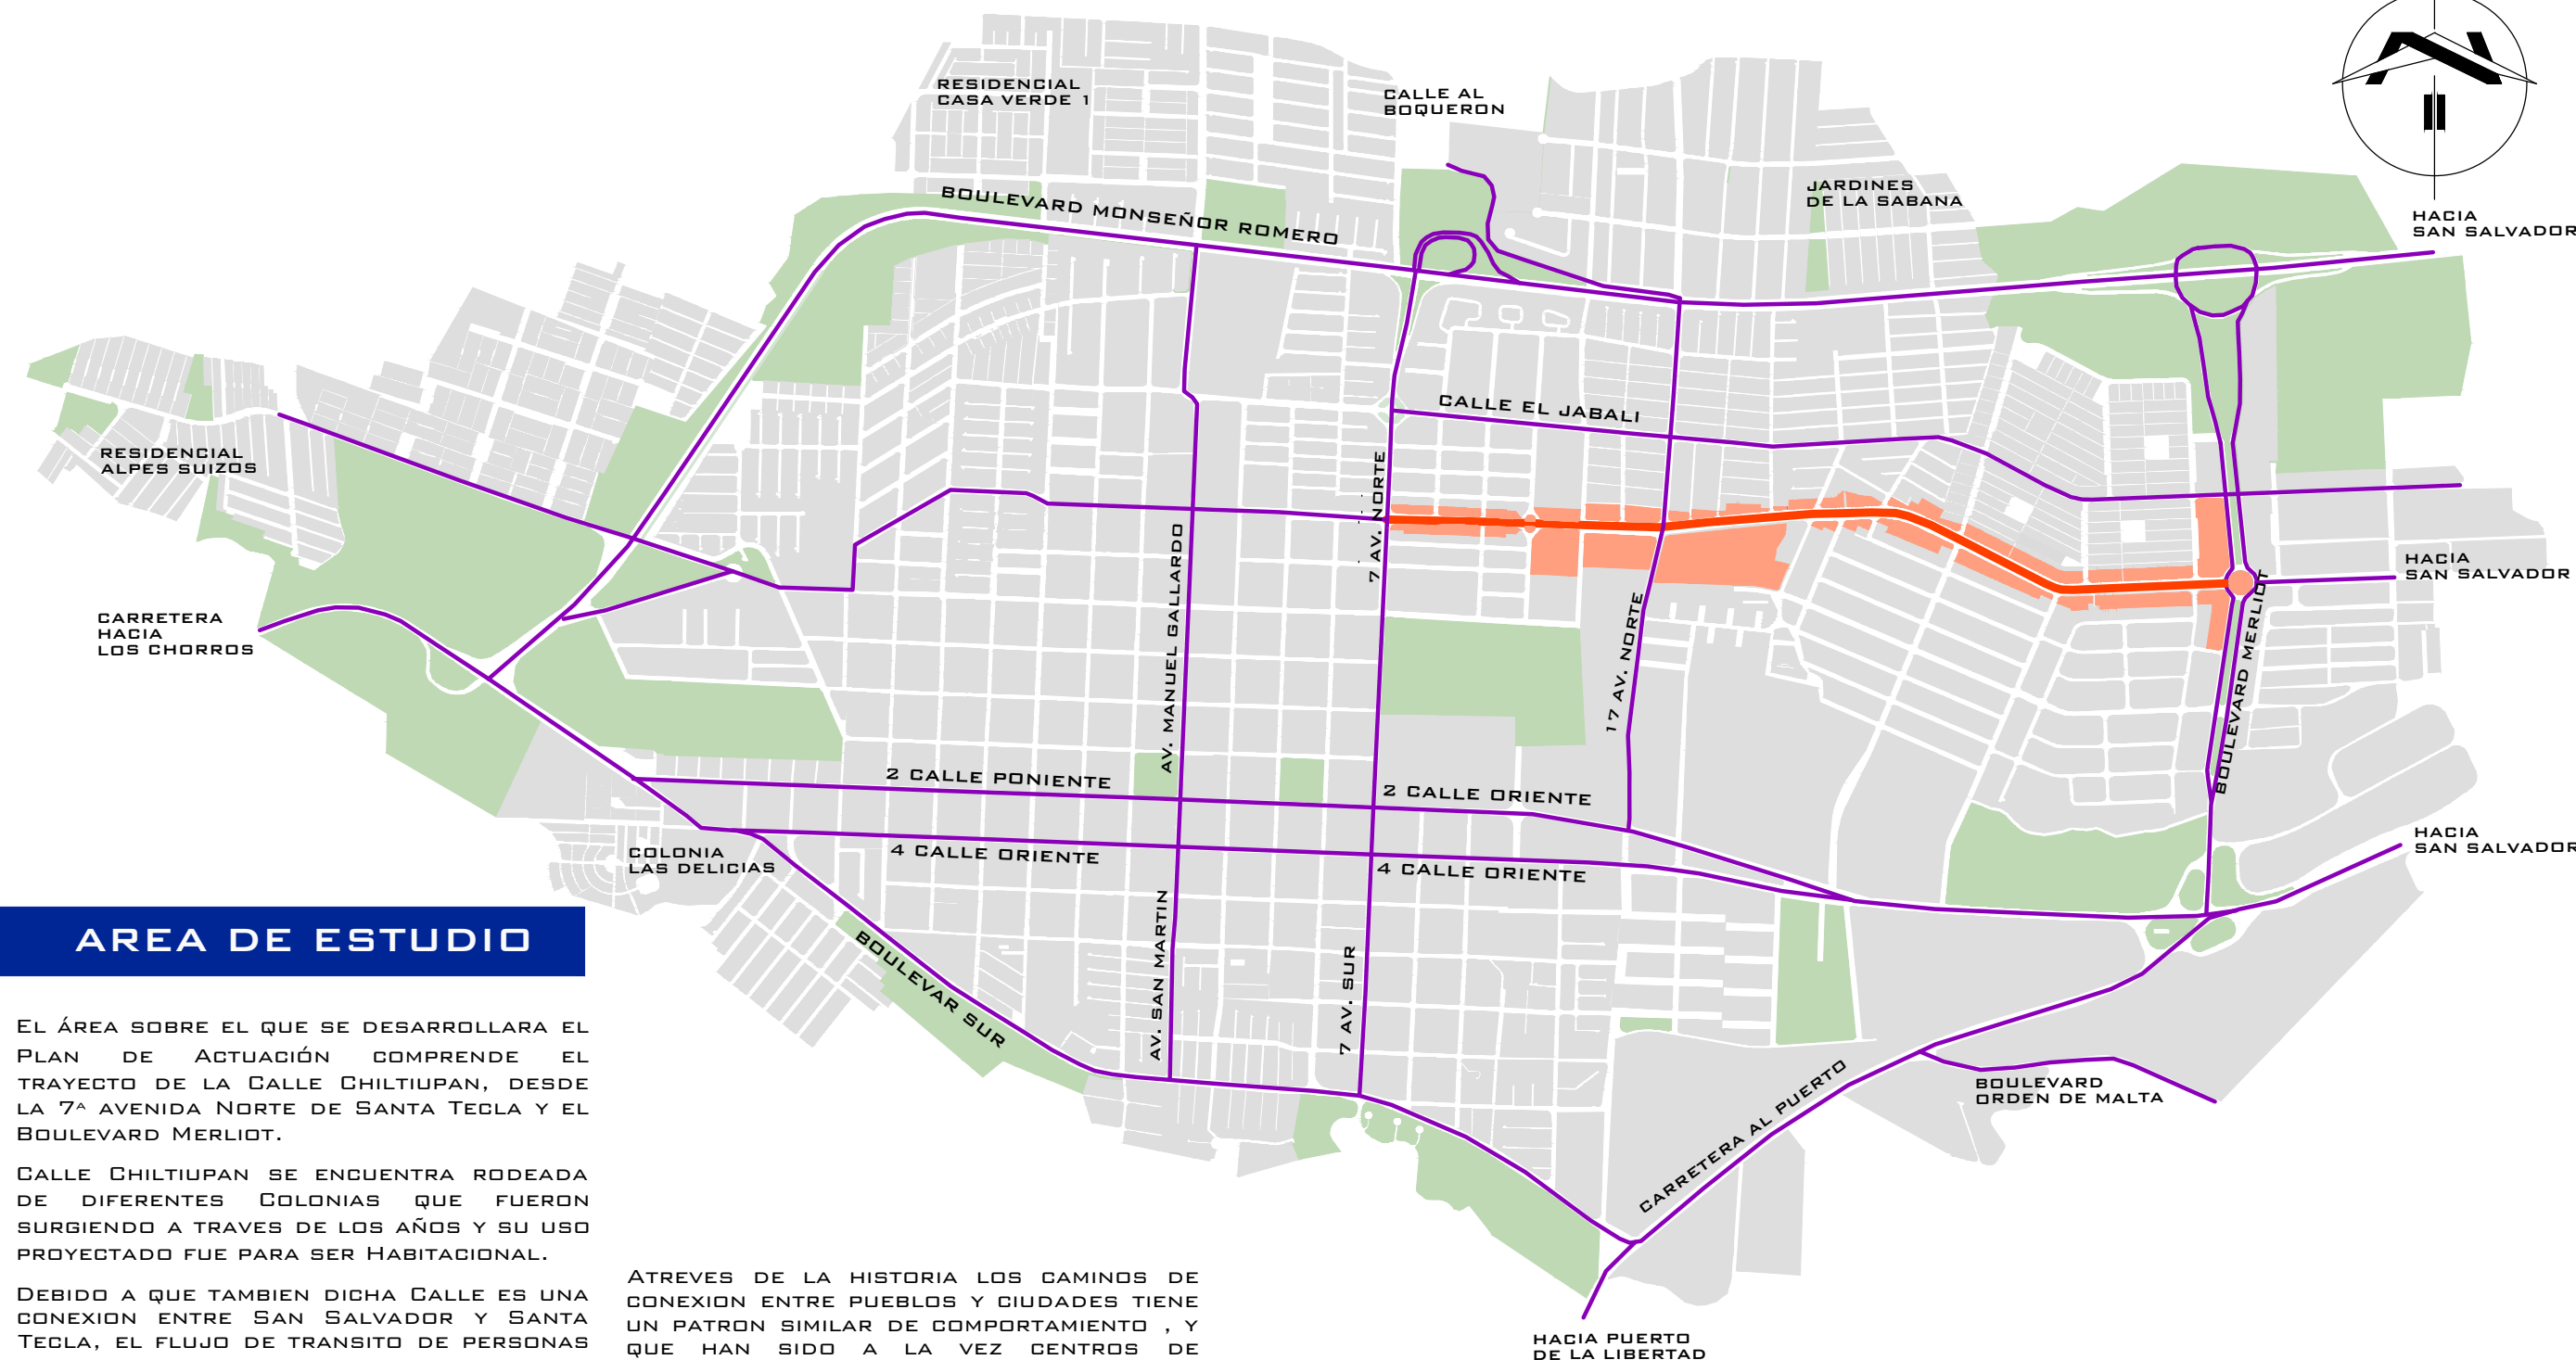 RESIDENCIAL
CASA VERDE 1
CALLE AL
BOQUERON
JARDINES
DE LA SABANA
HACIA
SAN SALVADOR
BOULEVARD MONSEÑOR ROMERO
CALLE EL JABALI
RESIDENCIAL
ALPES SUIZOS
7 AV. NORTE
AV. MANUEL GALLARDO
17 AV. NORTE
HACIA
SAN SALVADOR
BOULEVARD MERLIOT
CARRETERA
HACIA
LOS CHORROS
2 CALLE PONIENTE
2 CALLE ORIENTE
COLONIA
LAS DELICIAS
4 CALLE ORIENTE
4 CALLE ORIENTE
HACIA
SAN SALVADOR
AV. SAN MARTIN
7 AV. SUR
BOULEVAR SUR
BOULEVARD
ORDEN DE MALTA
CARRETERA AL PUERTO
HACIA PUERTO
DE LA LIBERTAD
AREA DE ESTUDIO
EL ÁREA SOBRE EL QUE SE DESARROLLARA EL
PLAN DE ACTUACIÓN COMPRENDE EL
TRAYECTO DE LA CALLE CHILTIUPAN, DESDE
LA 7ª AVENIDA NORTE DE SANTA TECLA Y EL
BOULEVARD MERLIOT.
CALLE CHILTIUPAN SE ENCUENTRA RODEADA
DE DIFERENTES COLONIAS QUE FUERON
SURGIENDO A TRAVES DE LOS AÑOS Y SU USO
PROYECTADO FUE PARA SER HABITACIONAL.
DEBIDO A QUE TAMBIEN DICHA CALLE ES UNA
CONEXION ENTRE SAN SALVADOR Y SANTA
TECLA, EL FLUJO DE TRANSITO DE PERSONAS
ATREVES DE LA HISTORIA LOS CAMINOS DE
CONEXION ENTRE PUEBLOS Y CIUDADES TIENE
UN PATRON SIMILAR DE COMPORTAMIENTO , Y
QUE HAN SIDO A LA VEZ CENTROS DE